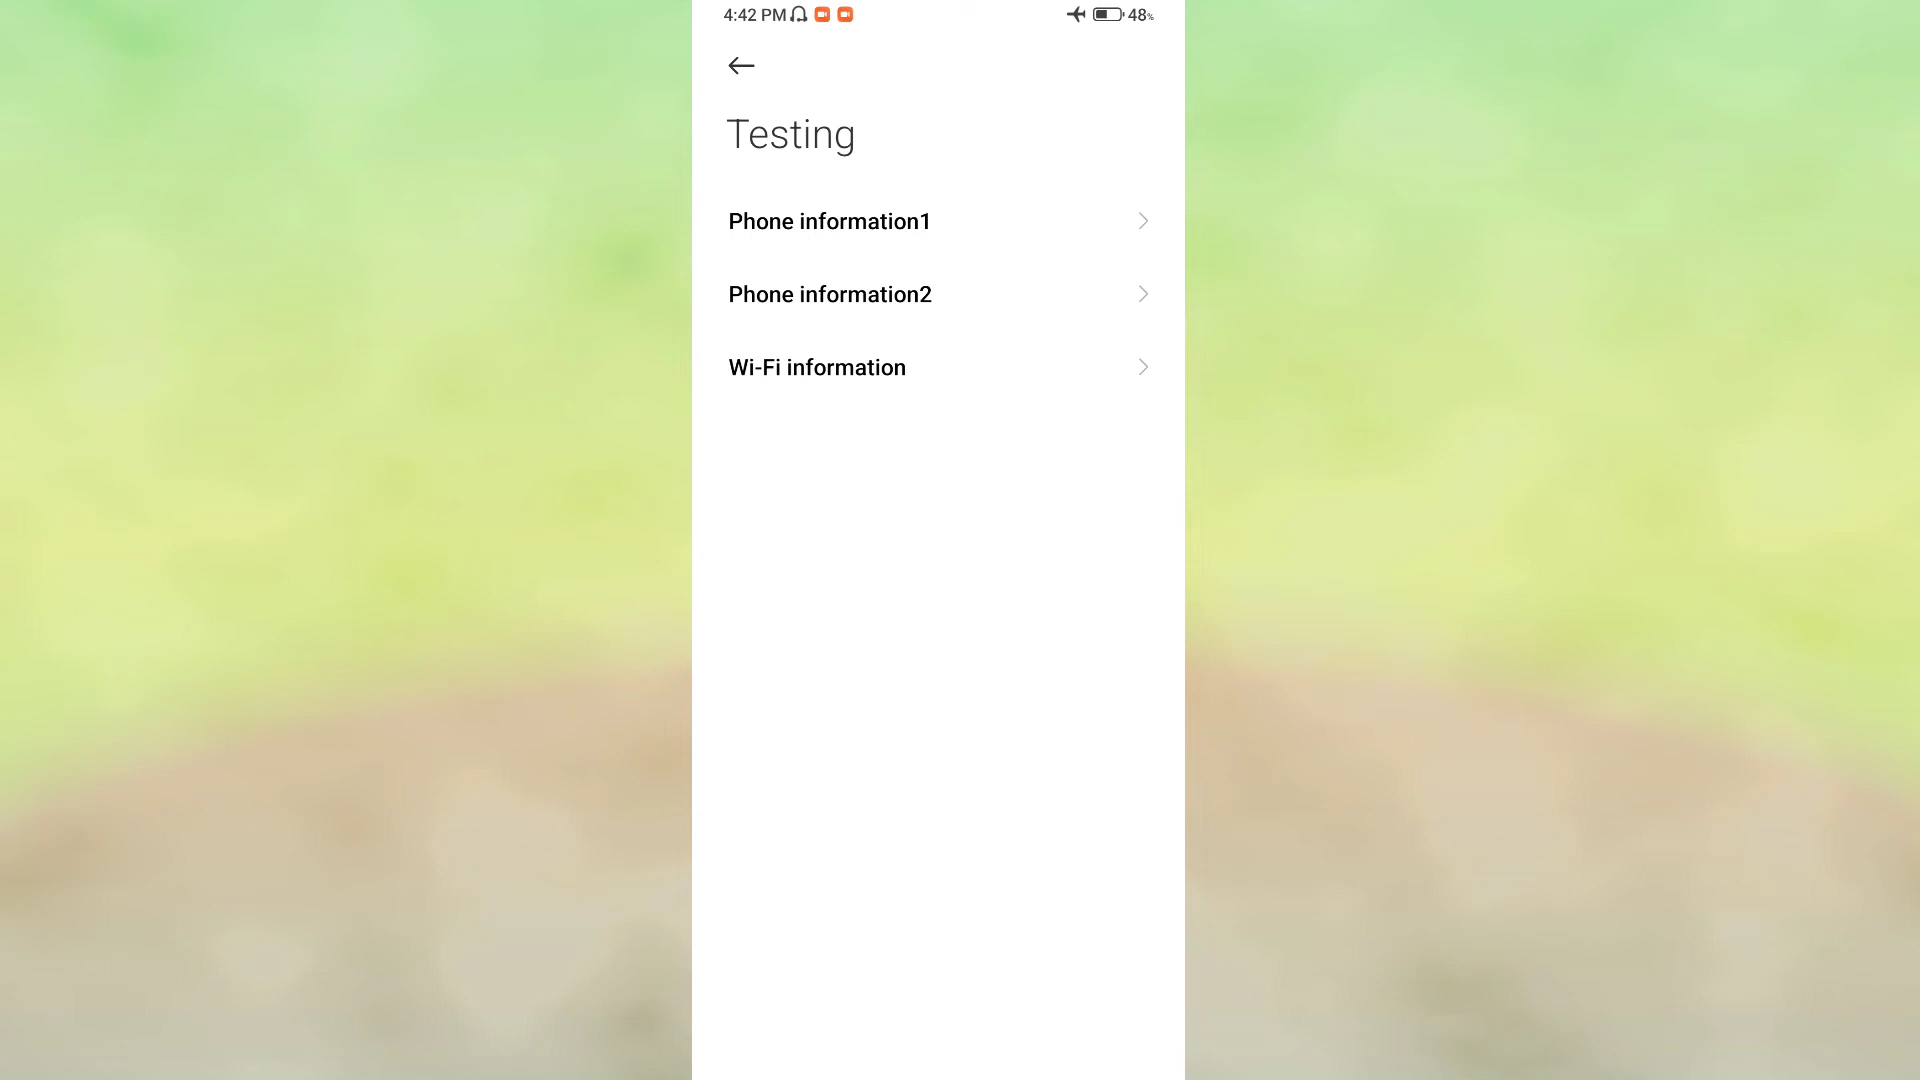 4:42 PM 48%
Testing
Phone information1
Phone information2
Wi-Fi information